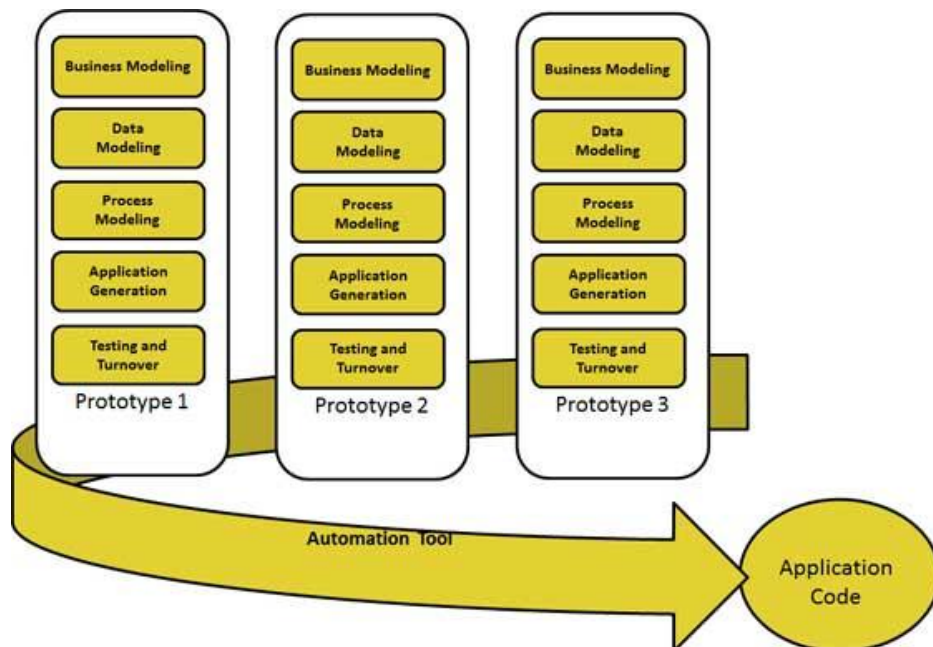 Business Modeling
Data
Modeling
Process
Modeling
Application
Generation
Testing and
Turnover
Prototype 1
Business Modeling
Data
Modeling
Process
Modeling
Application
Generation
Testing and
Turnover
Prototype 2
Business Modeling
Data
Modeling
Process
Modeling
Application
Generation
Testing and
Turnover
Prototype 3
Automation Tool
Application
Code